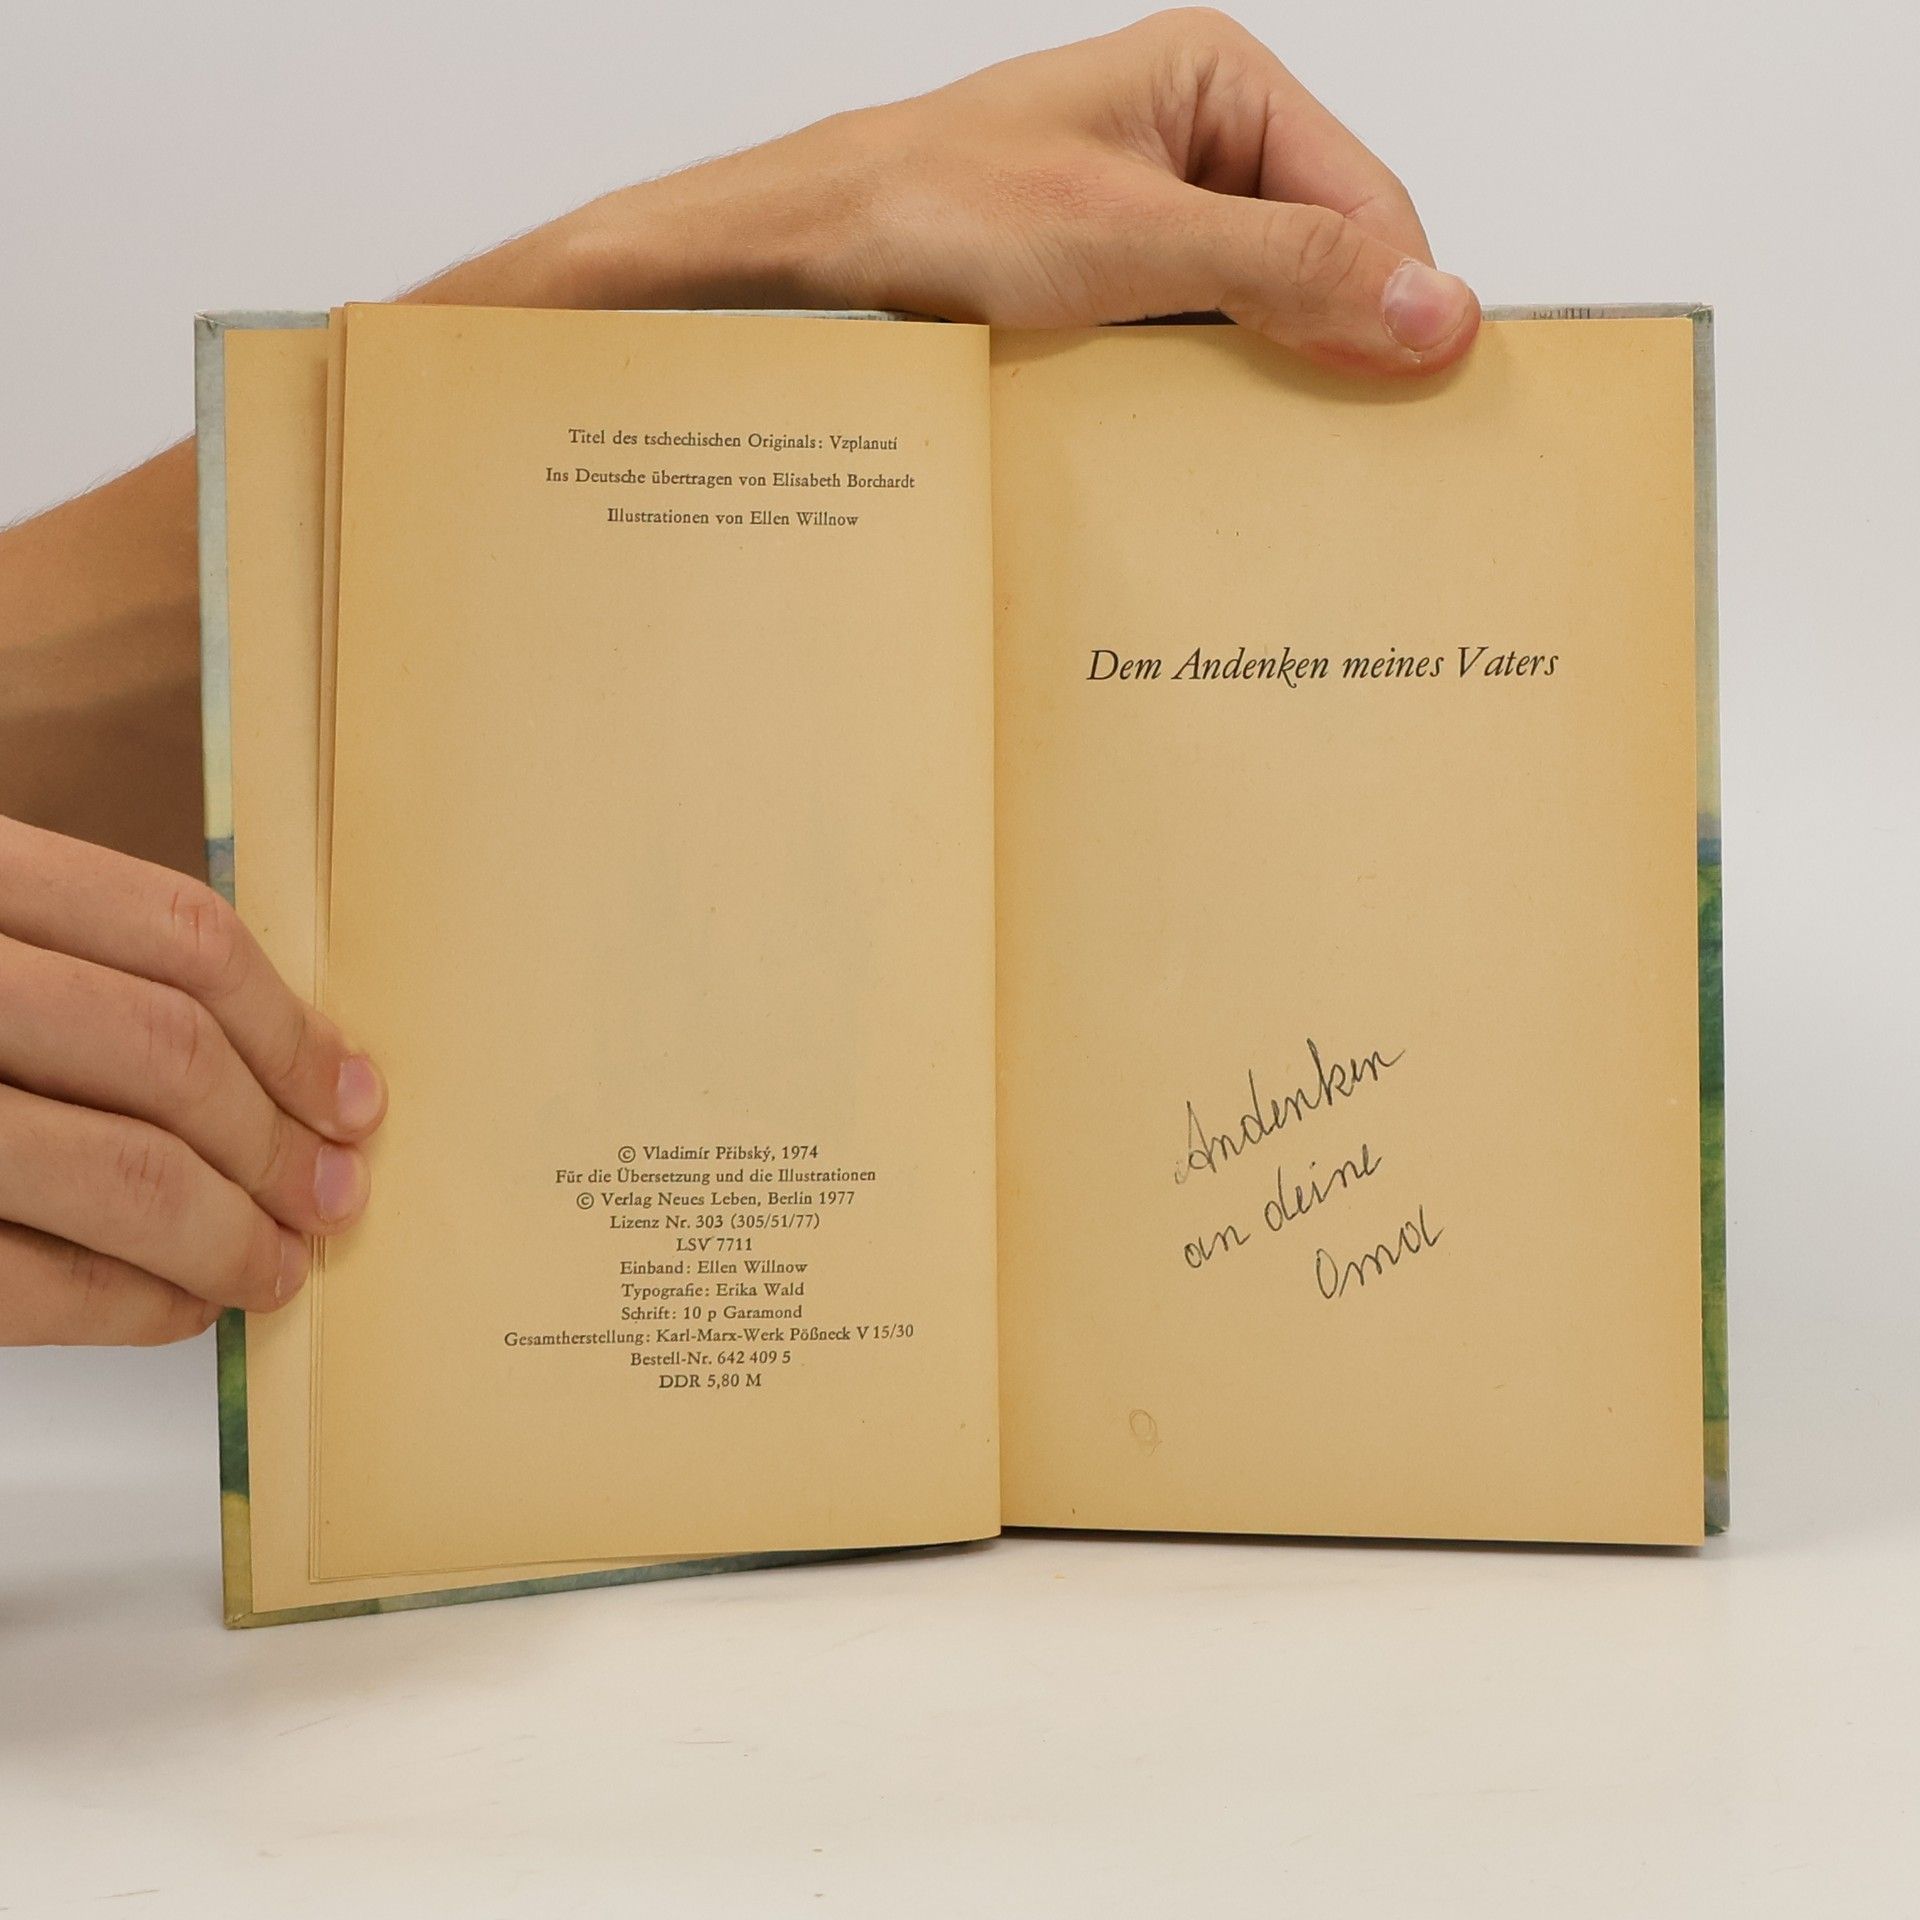 Titel des tschechischen Originals: Vzplanutí
Ins Deutsche übertragen von Elisabeth Borchardt
Illustrationen von Ellen Willnow
© Vladimír Přibský, 1974
Für die Übersetzung und die Illustrationen
© Verlag Neues Leben, Berlin 1977
Lizenz Nr. 303 (305/51/77)
LSV 7711
Einband: Ellen Willnow
Typografie: Erika Wald
Schrift: 10 p Garamond
Gesamtherstellung: Karl-Marx-Werk Pößneck V 15/30
Bestell-Nr. 642 409 5
DDR 5,80 M
Dem Andenken meines Vaters
Andenken
an deine
Oma